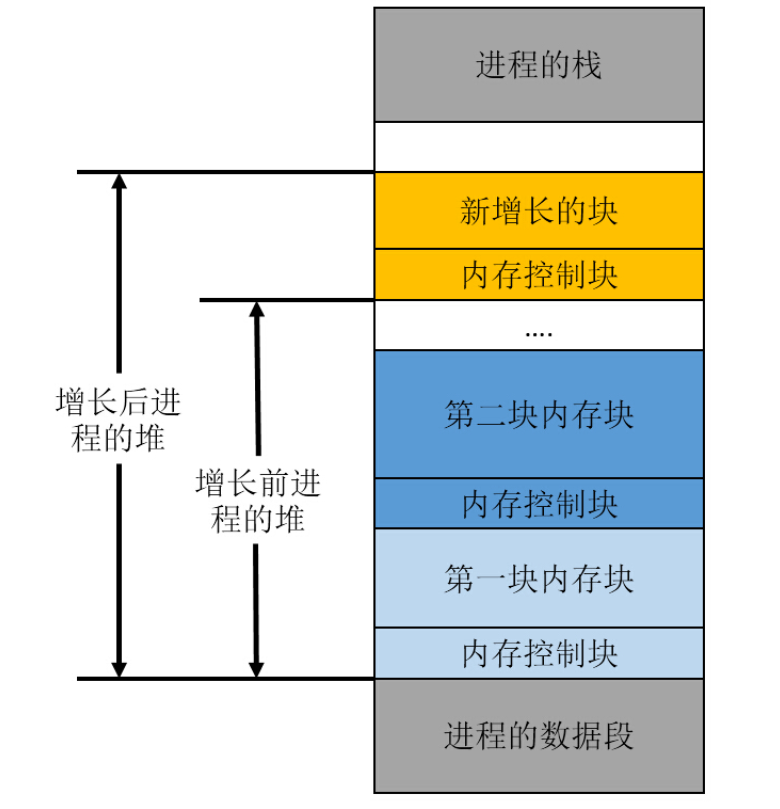 进程的栈
新增长的块
内存控制块
....
第二块内存块
内存控制块
第一块内存块
内存控制块
进程的数据段
增长后进
程的堆
增长前进
程的堆